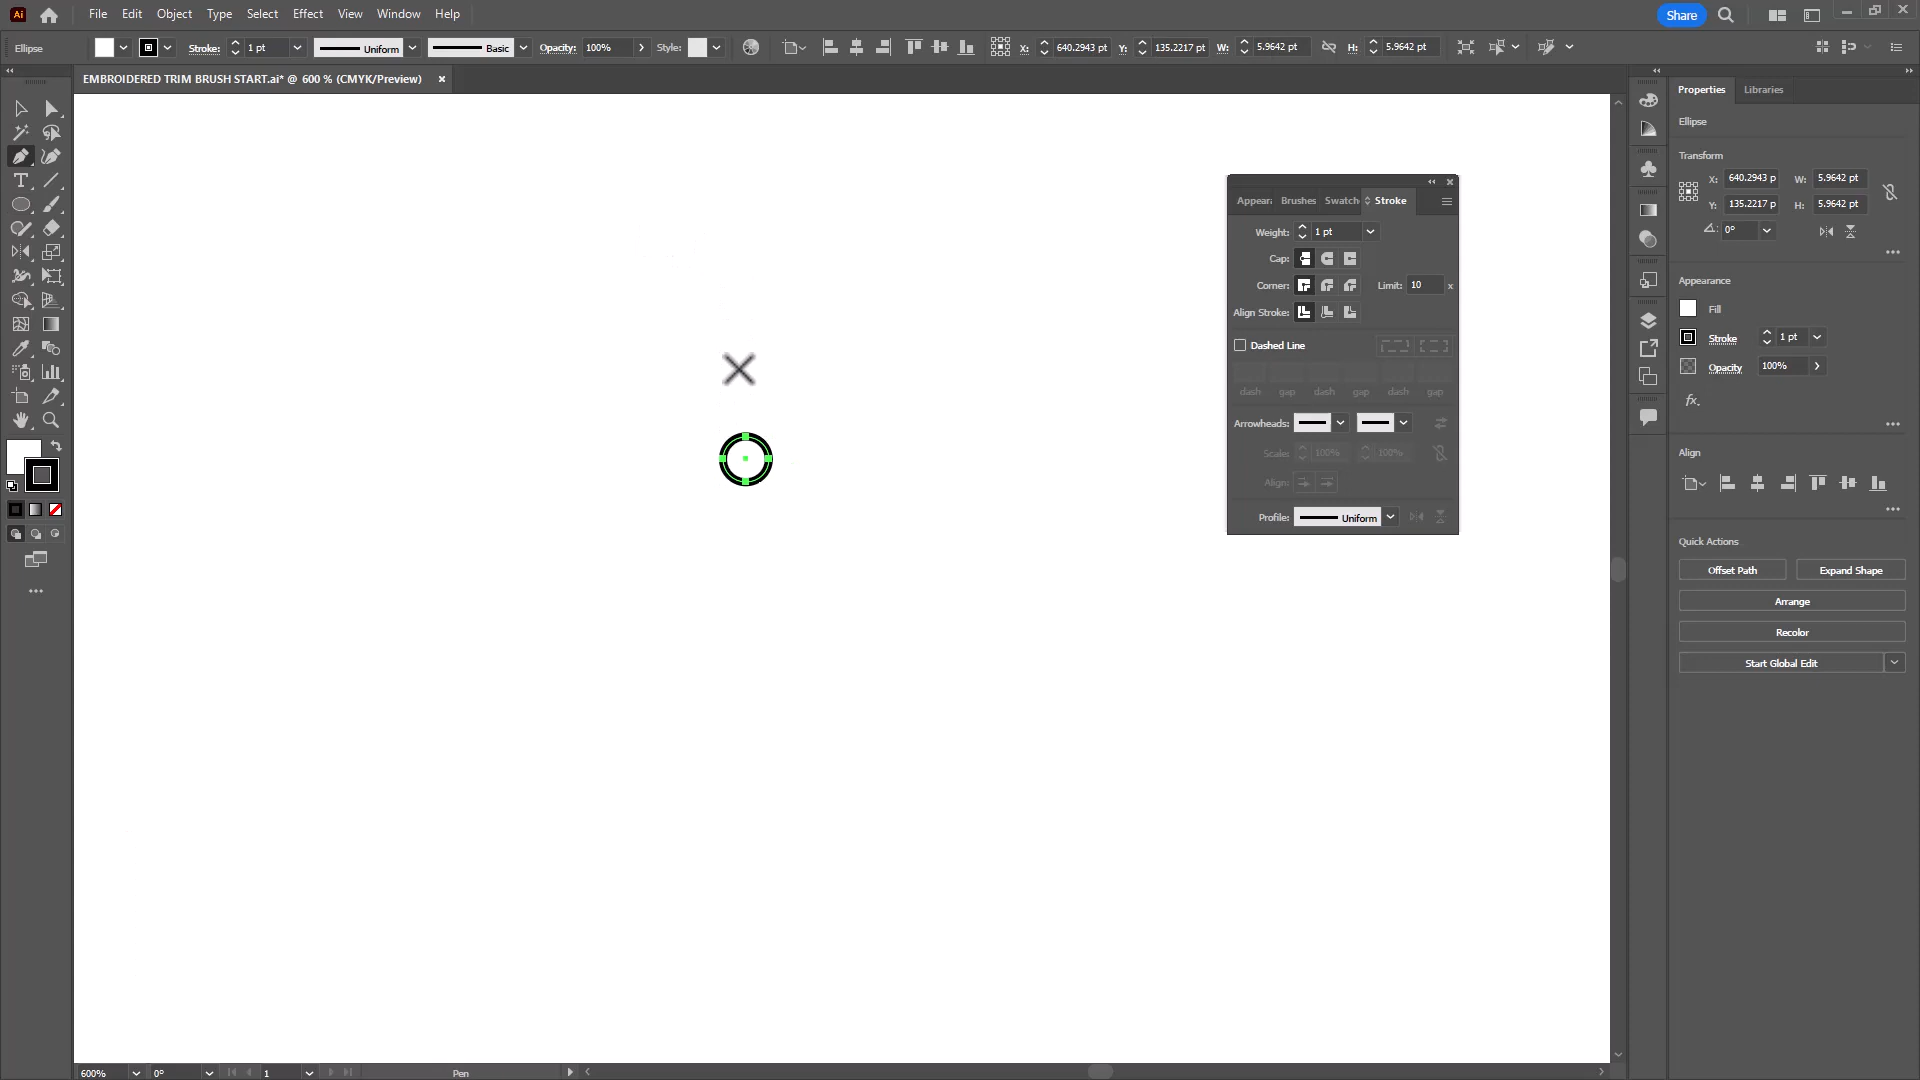 Ai File Edit Object Type Select Effect View Window Help Share
Ellipse Stroke: 1 pt Uniform Basic Opacity: 100% Style: X: 640.2943 pt Y: 135.2217 pt W: 5.9642 pt H: 5.9642 pt
EMBROIDERED TRIM BRUSH START.ai* @ 600 % (CMYK/Preview) ×
Properties Libraries
Ellipse
Transform
X: 640.2943 p W: 5.9642 pt
Y: 135.2217 p H: 5.9642 pt
0°
Appearance
Fill
Stroke 1 pt
Opacity 100%
fx.
Align
Quick Actions
Offset Path Expand Shape
Arrange
Recolor
Start Global Edit
Appear Brushes Swatch Stroke
Weight: 1 pt
Cap:
Corner: Limit: 10 x
Align Stroke:
Dashed Line
dash gap dash gap dash gap
Arrowheads:
Scale: 100% 100%
Align:
Profile: Uniform
600% 0° 1 Pen